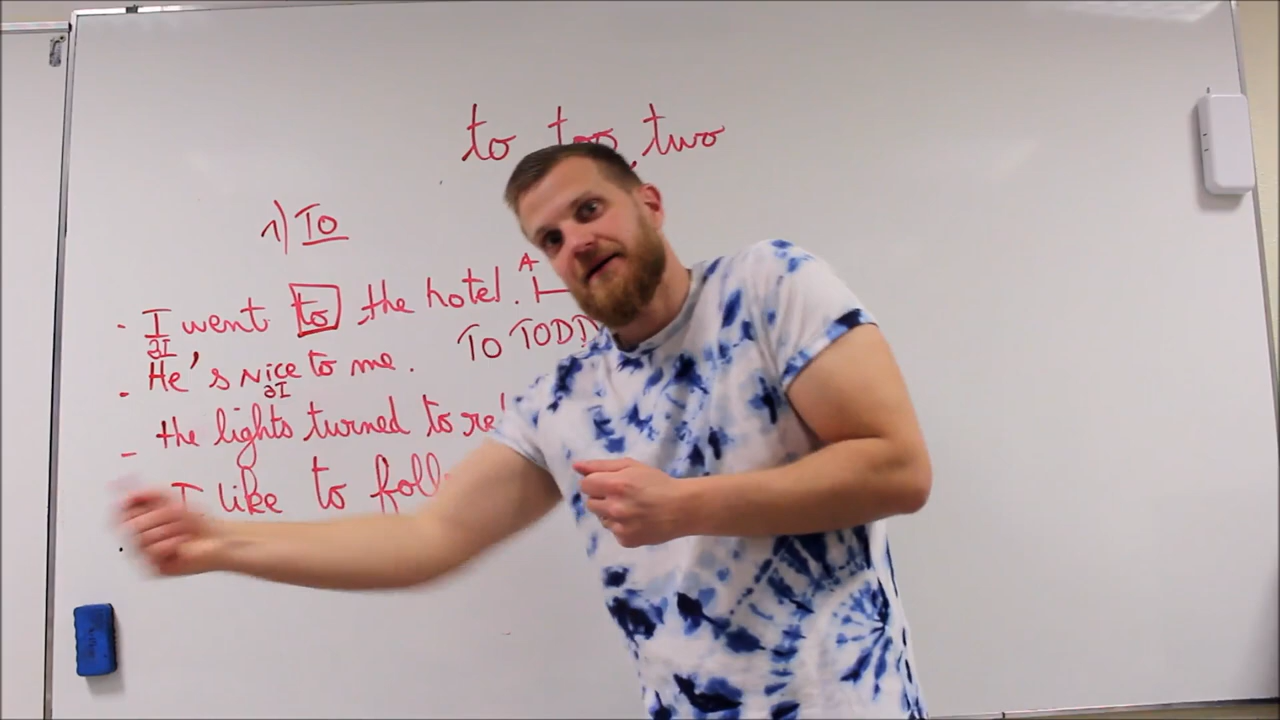 to too, two
1) To
- I went to the hotel. A
əI
TO TODD
- He's nice to me.
əI
- the lights turned to
I like to